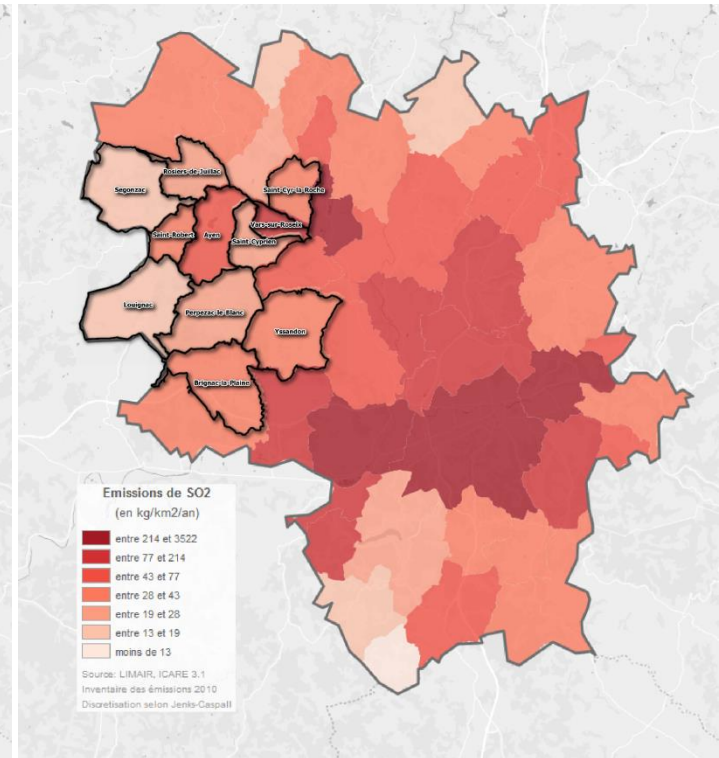 Rosiers-de-Juillac
Segonzac
Saint-Cyr-la-Roche
Saint-Robert
Ayen
Vars-sur-Roseix
Saint-Cyprien
Louignac
Perpezac-le-Blanc
Yssandon
Brignac-la-Plaine
Emissions de SO2
(en kg/km2/an)
entre 214 et 3522
entre 77 et 214
entre 43 et 77
entre 28 et 43
entre 19 et 28
entre 13 et 19
moins de 13
Source: LIMAIR, ICARE 3.1
Inventaire des émissions 2010
Discretisation selon Jenks-Caspall